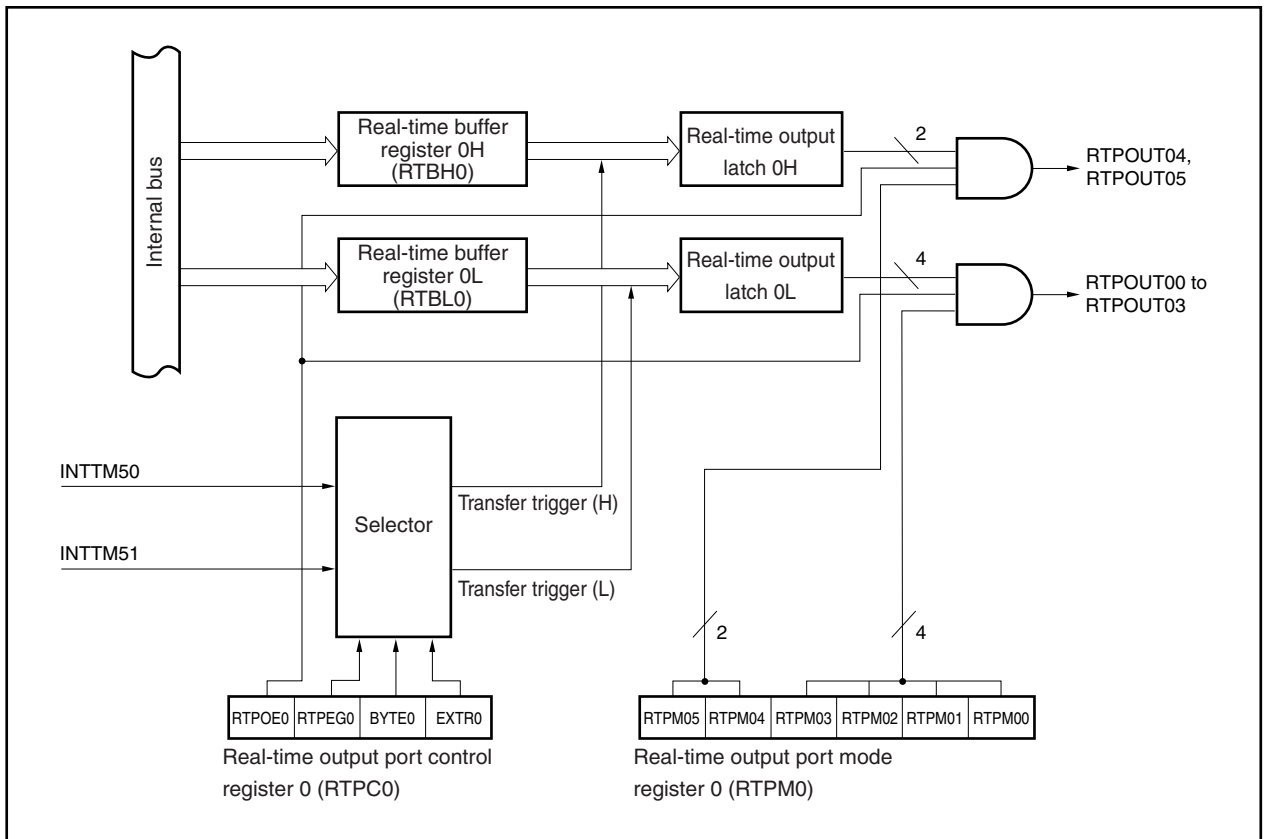 Internal bus
Real-time buffer
register 0H
(RTBH0)
Real-time output
latch 0H
2
RTPOUT04,
RTPOUT05
Real-time buffer
register 0L
(RTBL0)
Real-time output
latch 0L
4
RTPOUT00 to
RTPOUT03
INTTM50
INTTM51
Selector
Transfer trigger (H)
Transfer trigger (L)
2
4
RTPOE0 RTPEG0 BYTE0 EXTR0
Real-time output port control
register 0 (RTPC0)
RTPM05 RTPM04 RTPM03 RTPM02 RTPM01 RTPM00
Real-time output port mode
register 0 (RTPM0)